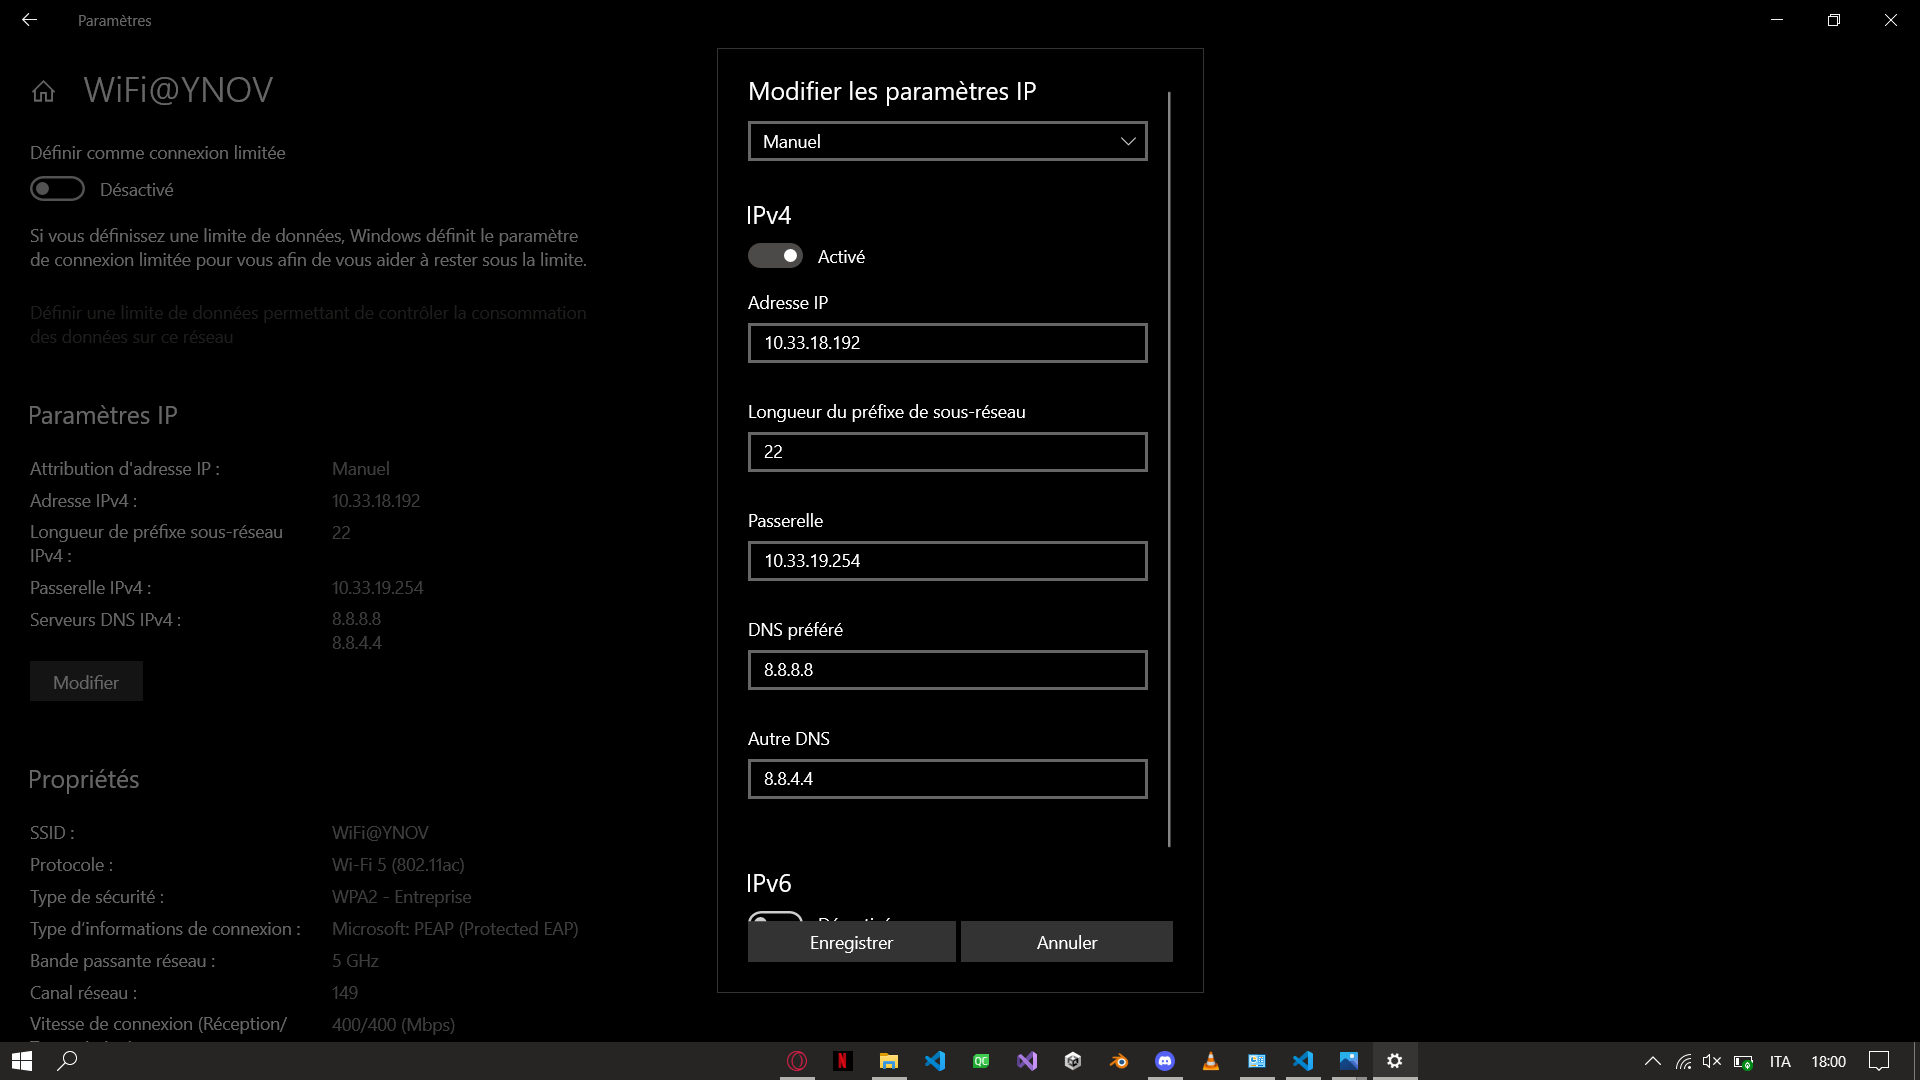 Paramètres
WiFi@YNOV
Définir comme connexion limitée
Désactivé
Si vous définissez une limite de données, Windows définit le paramètre
de connexion limitée pour vous afin de vous aider à rester sous la limite.
Définir une limite de données permettant de contrôler la consommation
des données sur ce réseau
Paramètres IP
Attribution d'adresse IP : Manuel
Adresse IPv4 : 10.33.18.192
Longueur de préfixe sous-réseau 22
IPv4 :
Passerelle IPv4 : 10.33.19.254
Serveurs DNS IPv4 : 8.8.8.8
8.8.4.4
Modifier
Propriétés
SSID : WiFi@YNOV
Protocole : Wi-Fi 5 (802.11ac)
Type de sécurité : WPA2 - Entreprise
Type d'informations de connexion : Microsoft: PEAP (Protected EAP)
Bande passante réseau : 5 GHz
Canal réseau : 149
Vitesse de connexion (Réception/ 400/400 (Mbps)
Modifier les paramètres IP
Manuel
IPv4
Activé
Adresse IP
10.33.18.192
Longueur du préfixe de sous-réseau
22
Passerelle
10.33.19.254
DNS préféré
8.8.8.8
Autre DNS
8.8.4.4
IPv6
Enregistrer
Annuler
N
QC
ITA
18:00